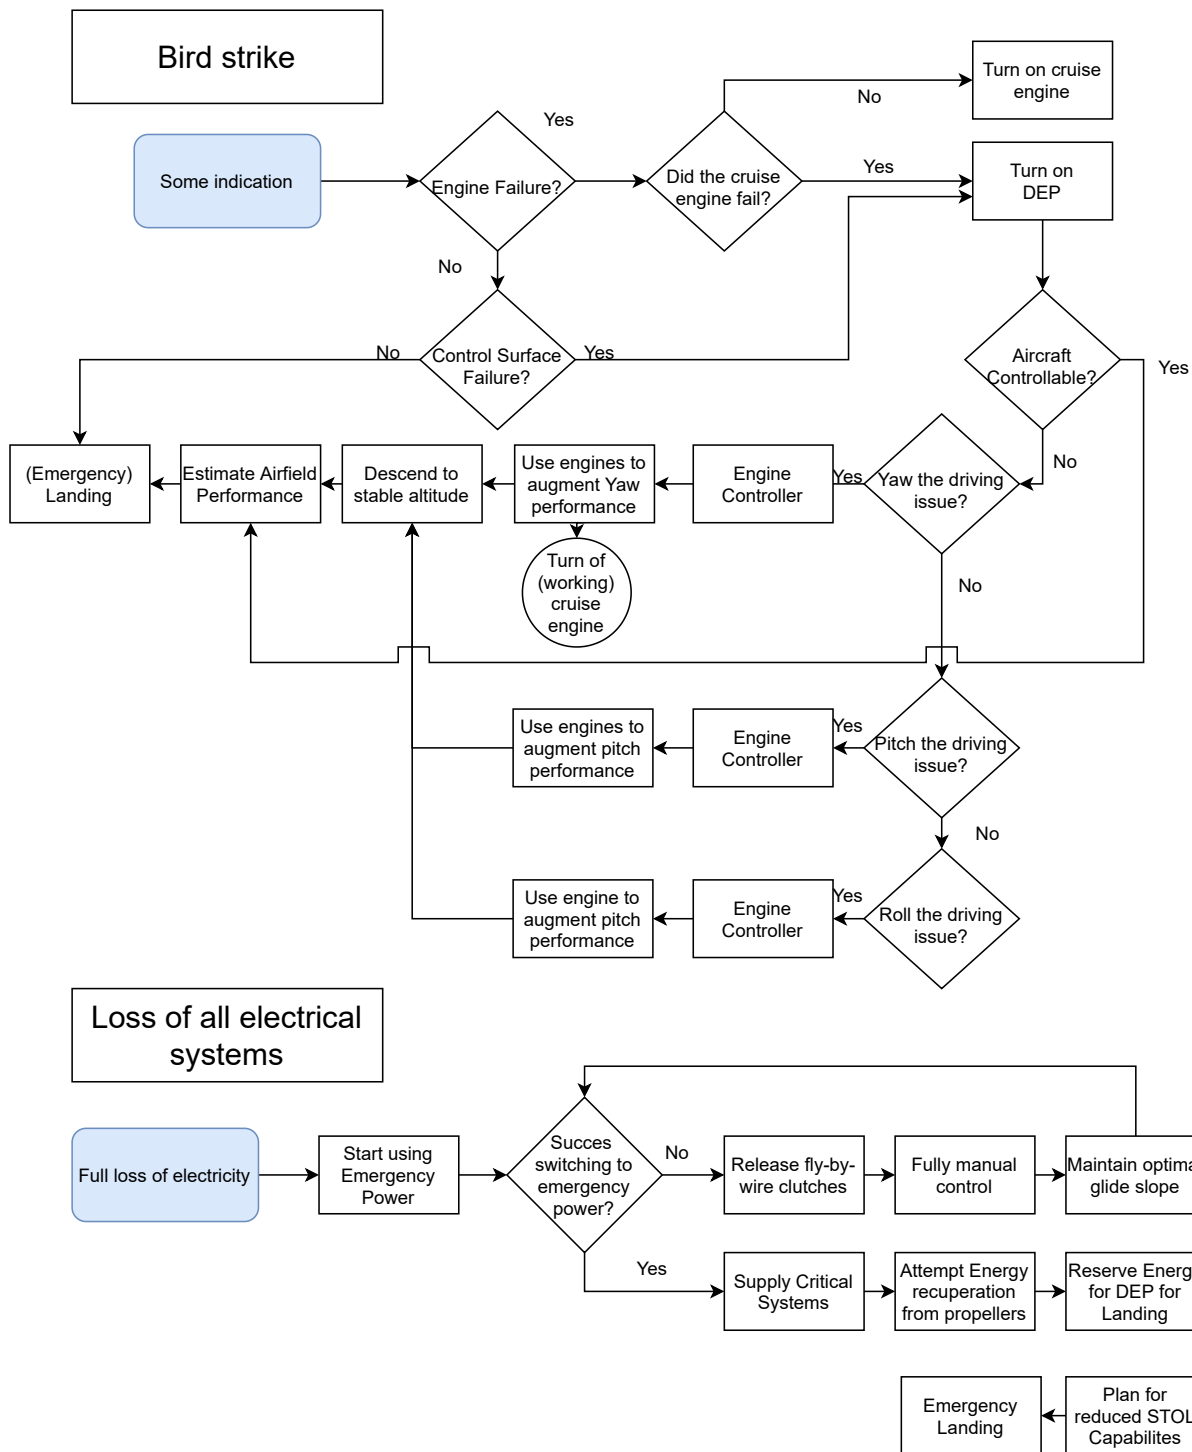 Bird strike
Turn on cruise
engine
No
Yes
Some indication
Engine Failure?
Did the cruise
engine fail?
Yes
Turn on
DEP
No
No
Control Surface
Failure?
Yes
Aircraft
Controllable?
Yes
No
(Emergency)
Landing
Estimate Airfield
Performance
Descend to
stable altitude
Use engines to
augment Yaw
performance
Engine
Controller
Yes
Yaw the driving
issue?
Turn of
(working)
cruise
engine
No
Use engines to
augment pitch
performance
Engine
Controller
Yes
Pitch the driving
issue?
No
Use engine to
augment pitch
performance
Engine
Controller
Yes
Roll the driving
issue?
Loss of all electrical
systems
Full loss of electricity
Start using
Emergency
Power
Succes
switching to
emergency
power?
No
Release fly-by-
wire clutches
Fully manual
control
Maintain optima
glide slope
Yes
Supply Critical
Systems
Attempt Energy
recuperation
from propellers
Reserve Energ
for DEP for
Landing
Emergency
Landing
Plan for
reduced STOL
Capabilites